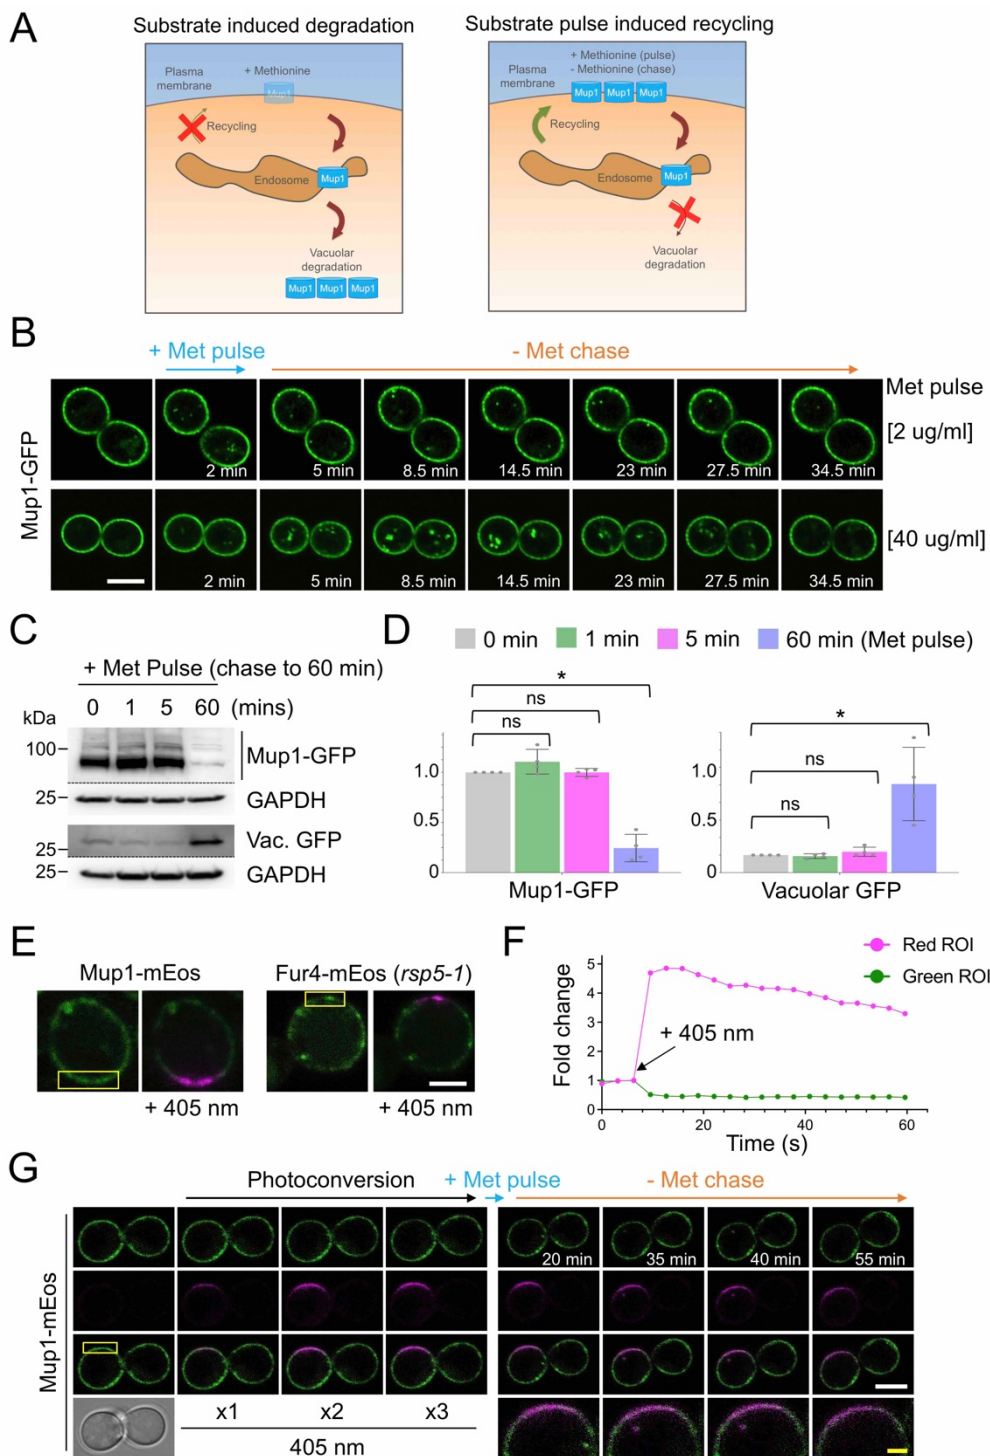 A
Substrate induced degradation
Substrate pulse induced recycling
Plasma membrane
+ Methionine
Mup1
Recycling
Endosome
Mup1
Vacuolar degradation
Mup1 Mup1 Mup1
Plasma membrane
+ Methionine (pulse)
- Methionine (chase)
Mup1 Mup1 Mup1
Recycling
Endosome
Mup1
Vacuolar degradation
B
+ Met pulse
- Met chase
Met pulse
Mup1-GFP
2 min 5 min 8.5 min 14.5 min 23 min 27.5 min 34.5 min
[2 ug/ml]
2 min 5 min 8.5 min 14.5 min 23 min 27.5 min 34.5 min
[40 ug/ml]
C
+ Met Pulse (chase to 60 min)
kDa
0 1 5 60 (mins)
100
Mup1-GFP
25
GAPDH
25
Vac. GFP
25
GAPDH
D
0 min 1 min 5 min 60 min (Met pulse)
*
ns
ns
1.0
0.5
0
Mup1-GFP
*
ns
ns
1.0
0.5
0
Vacuolar GFP
E
Mup1-mEos
Fur4-mEos (rsp5-1)
+ 405 nm
+ 405 nm
F
Red ROI
Green ROI
Fold change
5
4
3
2
1
0
+ 405 nm
0 20 40 60
Time (s)
G
Photoconversion
+ Met pulse
- Met chase
Mup1-mEos
20 min 35 min 40 min 55 min
x1 x2 x3
405 nm